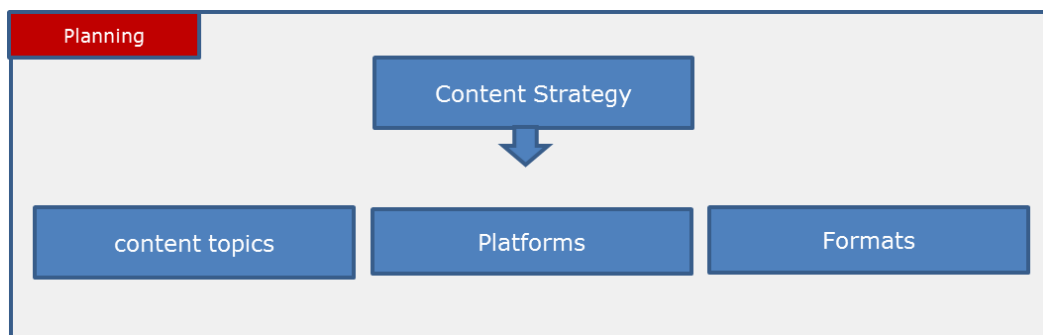 Planning
Content Strategy
content topics
Platforms
Formats